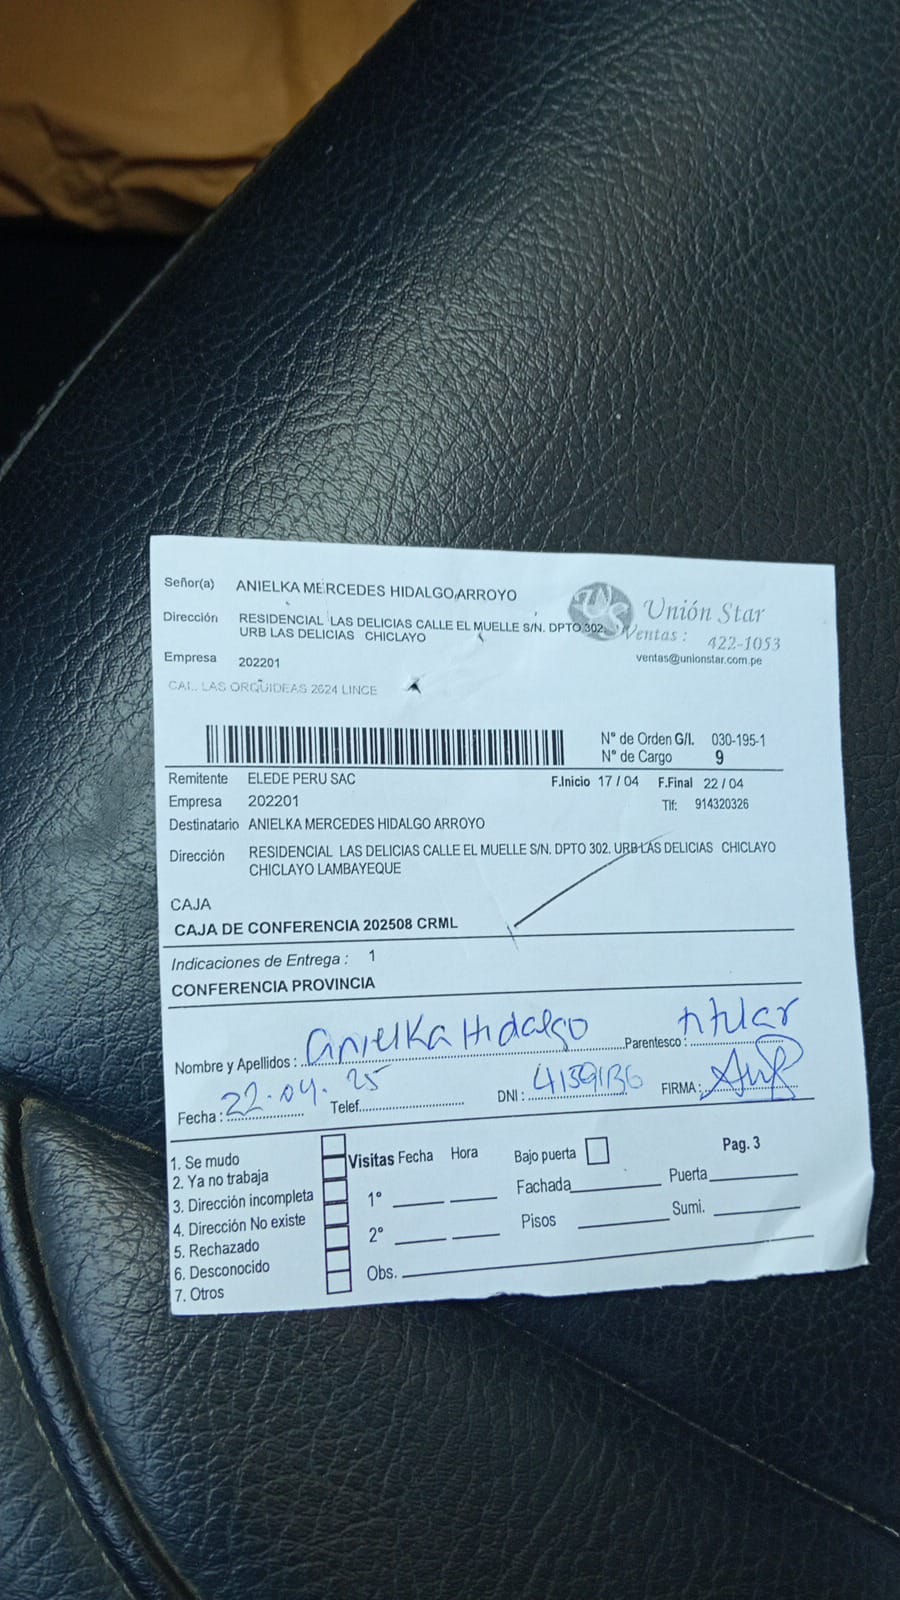 Señor(a) ANIELKA MERCEDES HIDALGO ARROYO
Unión Star
Dirección RESIDENCIAL LAS DELICIAS CALLE EL MUELLE S/N. DPTO 302.
URB LAS DELICIAS CHICLAYO
Ventas: 422-1053
ventas@unionstar.com.pe
Empresa 202201
CAL. LAS ORQUIDEAS 2624 LINCE
N° de Orden G/I. 030-195-1
N° de Cargo 9
Remitente ELEDE PERU SAC F.Inicio 17 / 04 F.Final 22 / 04
Empresa 202201 Tlf: 914320326
Destinatario ANIELKA MERCEDES HIDALGO ARROYO
Dirección RESIDENCIAL LAS DELICIAS CALLE EL MUELLE S/N. DPTO 302. URB LAS DELICIAS CHICLAYO
CHICLAYO LAMBAYEQUE
CAJA
CAJA DE CONFERENCIA 202508 CRML
Indicaciones de Entrega : 1
CONFERENCIA PROVINCIA
Nombre y Apellidos : Anielka Hidalgo Parentesco : titular
Fecha : 22.04.25 Telef. DNI : FIRMA :
1. Se mudo
2. Ya no trabaja
3. Dirección incompleta
4. Dirección No existe
5. Rechazado
6. Desconocido
7. Otros
Visitas Fecha Hora Bajo puerta Pag. 3
1° Fachada Puerta
2° Pisos Sumi.
Obs.